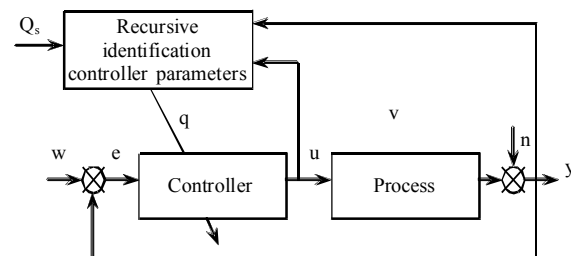 Qs
Recursive
identification
controller parameters
q
v
w
e
Controller
u
Process
n
y